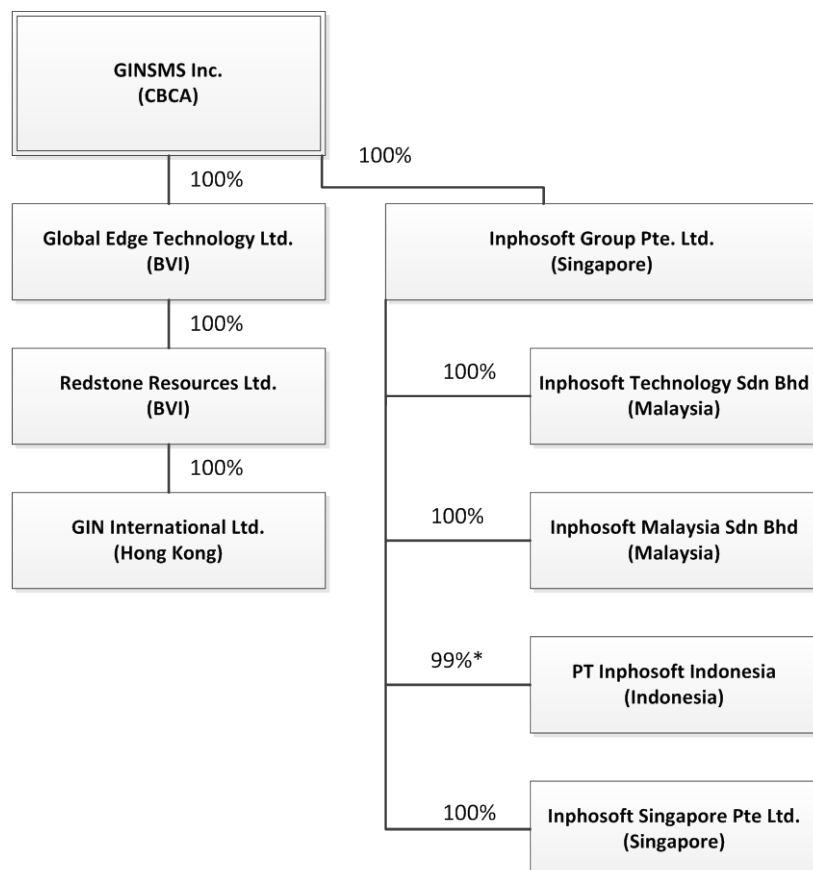 GINSMS Inc.
(CBCA)
100%
100%
Global Edge Technology Ltd.
(BVI)
Inphosoft Group Pte. Ltd.
(Singapore)
100%
Redstone Resources Ltd.
(BVI)
100%
Inphosoft Technology Sdn Bhd
(Malaysia)
100%
GIN International Ltd.
(Hong Kong)
100%
Inphosoft Malaysia Sdn Bhd
(Malaysia)
99%*
PT Inphosoft Indonesia
(Indonesia)
100%
Inphosoft Singapore Pte Ltd.
(Singapore)